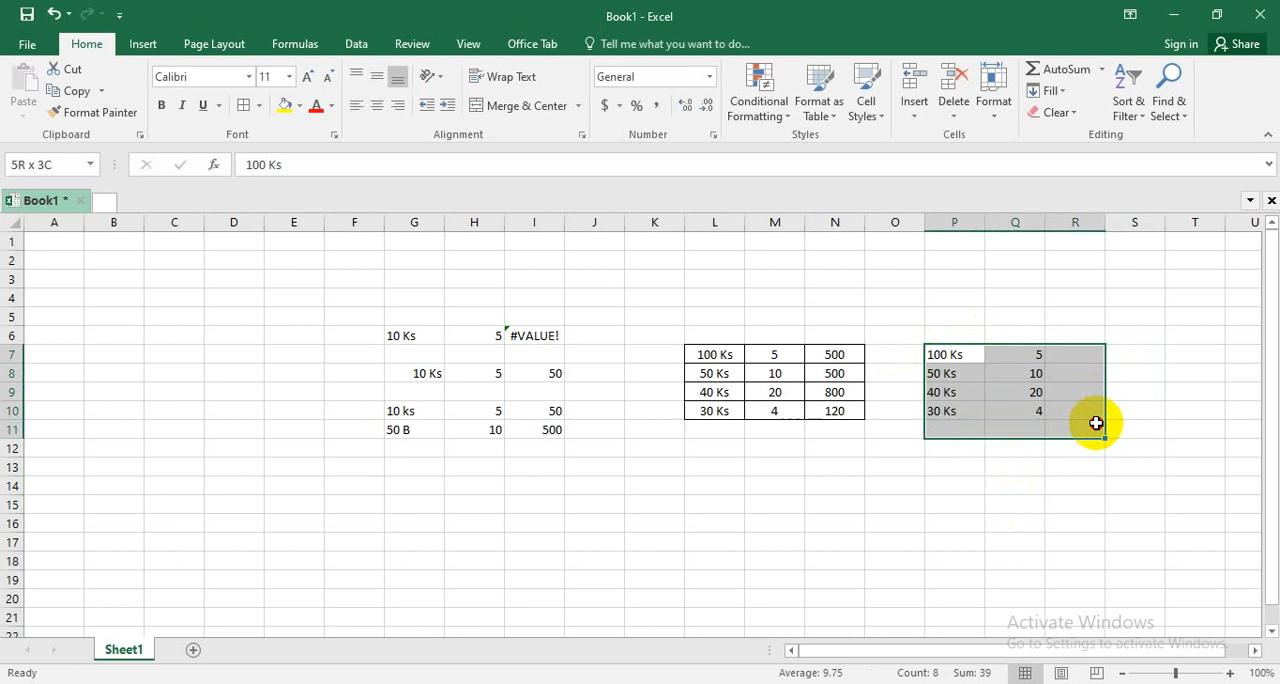 Book1 - Excel
File Home Insert Page Layout Formulas Data Review View Office Tab Tell me what you want to do... Sign in Share
Paste Cut Copy Format Painter Clipboard
Calibri 11 B I U A Font
Wrap Text Merge & Center Alignment
General $ % , Number
Conditional Formatting Format as Table Cell Styles Styles
Insert Delete Format Cells
AutoSum Fill Clear Sort & Filter Find & Select Editing
5R x 3C fx 100 Ks
Book1 *
A B C D E F G H I J K L M N O P Q R S T U
1
2
3
4
5
6 10 Ks 5 #VALUE!
7 100 Ks 5 500 100 Ks 5
8 10 Ks 5 50 50 Ks 10 500 50 Ks 10
9 40 Ks 20 800 40 Ks 20
10 10 ks 5 50 30 Ks 4 120 30 Ks 4
11 50 B 10 500
12
13
14
15
16
17
18
19
20
21
22
Activate Windows
Go to Settings to activate Windows.
Sheet1
Ready Average: 9.75 Count: 8 Sum: 39 100%